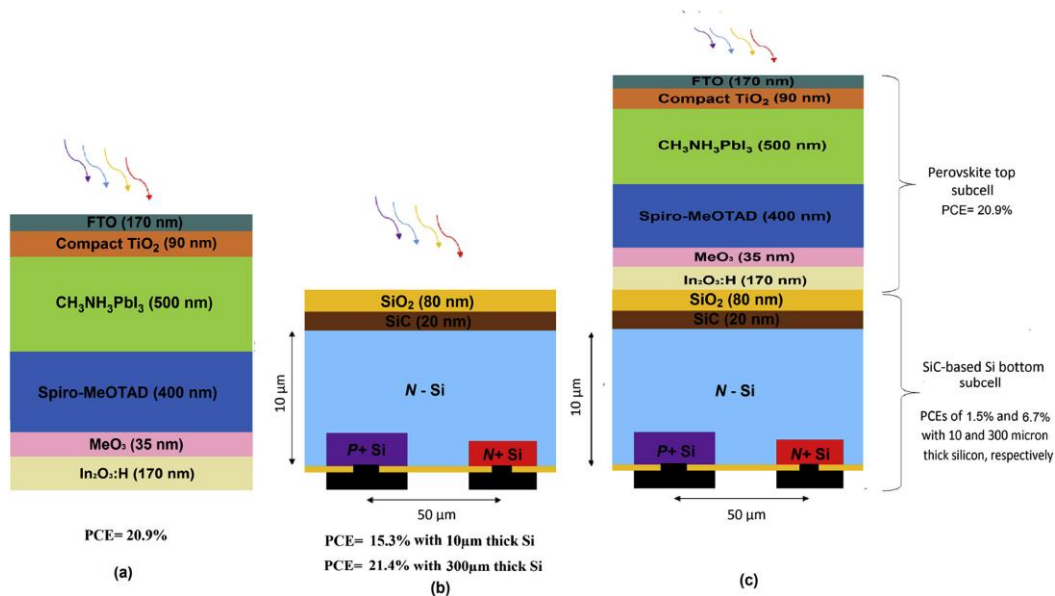 FTO (170 nm)
Compact TiO₂ (90 nm)
CH₃NH₃PbI₃ (500 nm)
Spiro-MeOTAD (400 nm)
MeO₃ (35 nm)
In₂O₃:H (170 nm)
PCE= 20.9%
(a)
SiO₂ (80 nm)
SiC (20 nm)
10 µm
N - Si
P+ Si
N+ Si
50 µm
PCE= 15.3% with 10µm thick Si
PCE= 21.4% with 300µm thick Si
(b)
FTO (170 nm)
Compact TiO₂ (90 nm)
CH₃NH₃PbI₃ (500 nm)
Spiro-MeOTAD (400 nm)
MeO₃ (35 nm)
In₂O₃:H (170 nm)
SiO₂ (80 nm)
SiC (20 nm)
10 µm
N - Si
P+ Si
N+ Si
50 µm
(c)
Perovskite top
subcell
PCE= 20.9%
SiC-based Si bottom
subcell
PCEs of 1.5% and 6.7%
with 10 and 300 micron
thick silicon, respectively